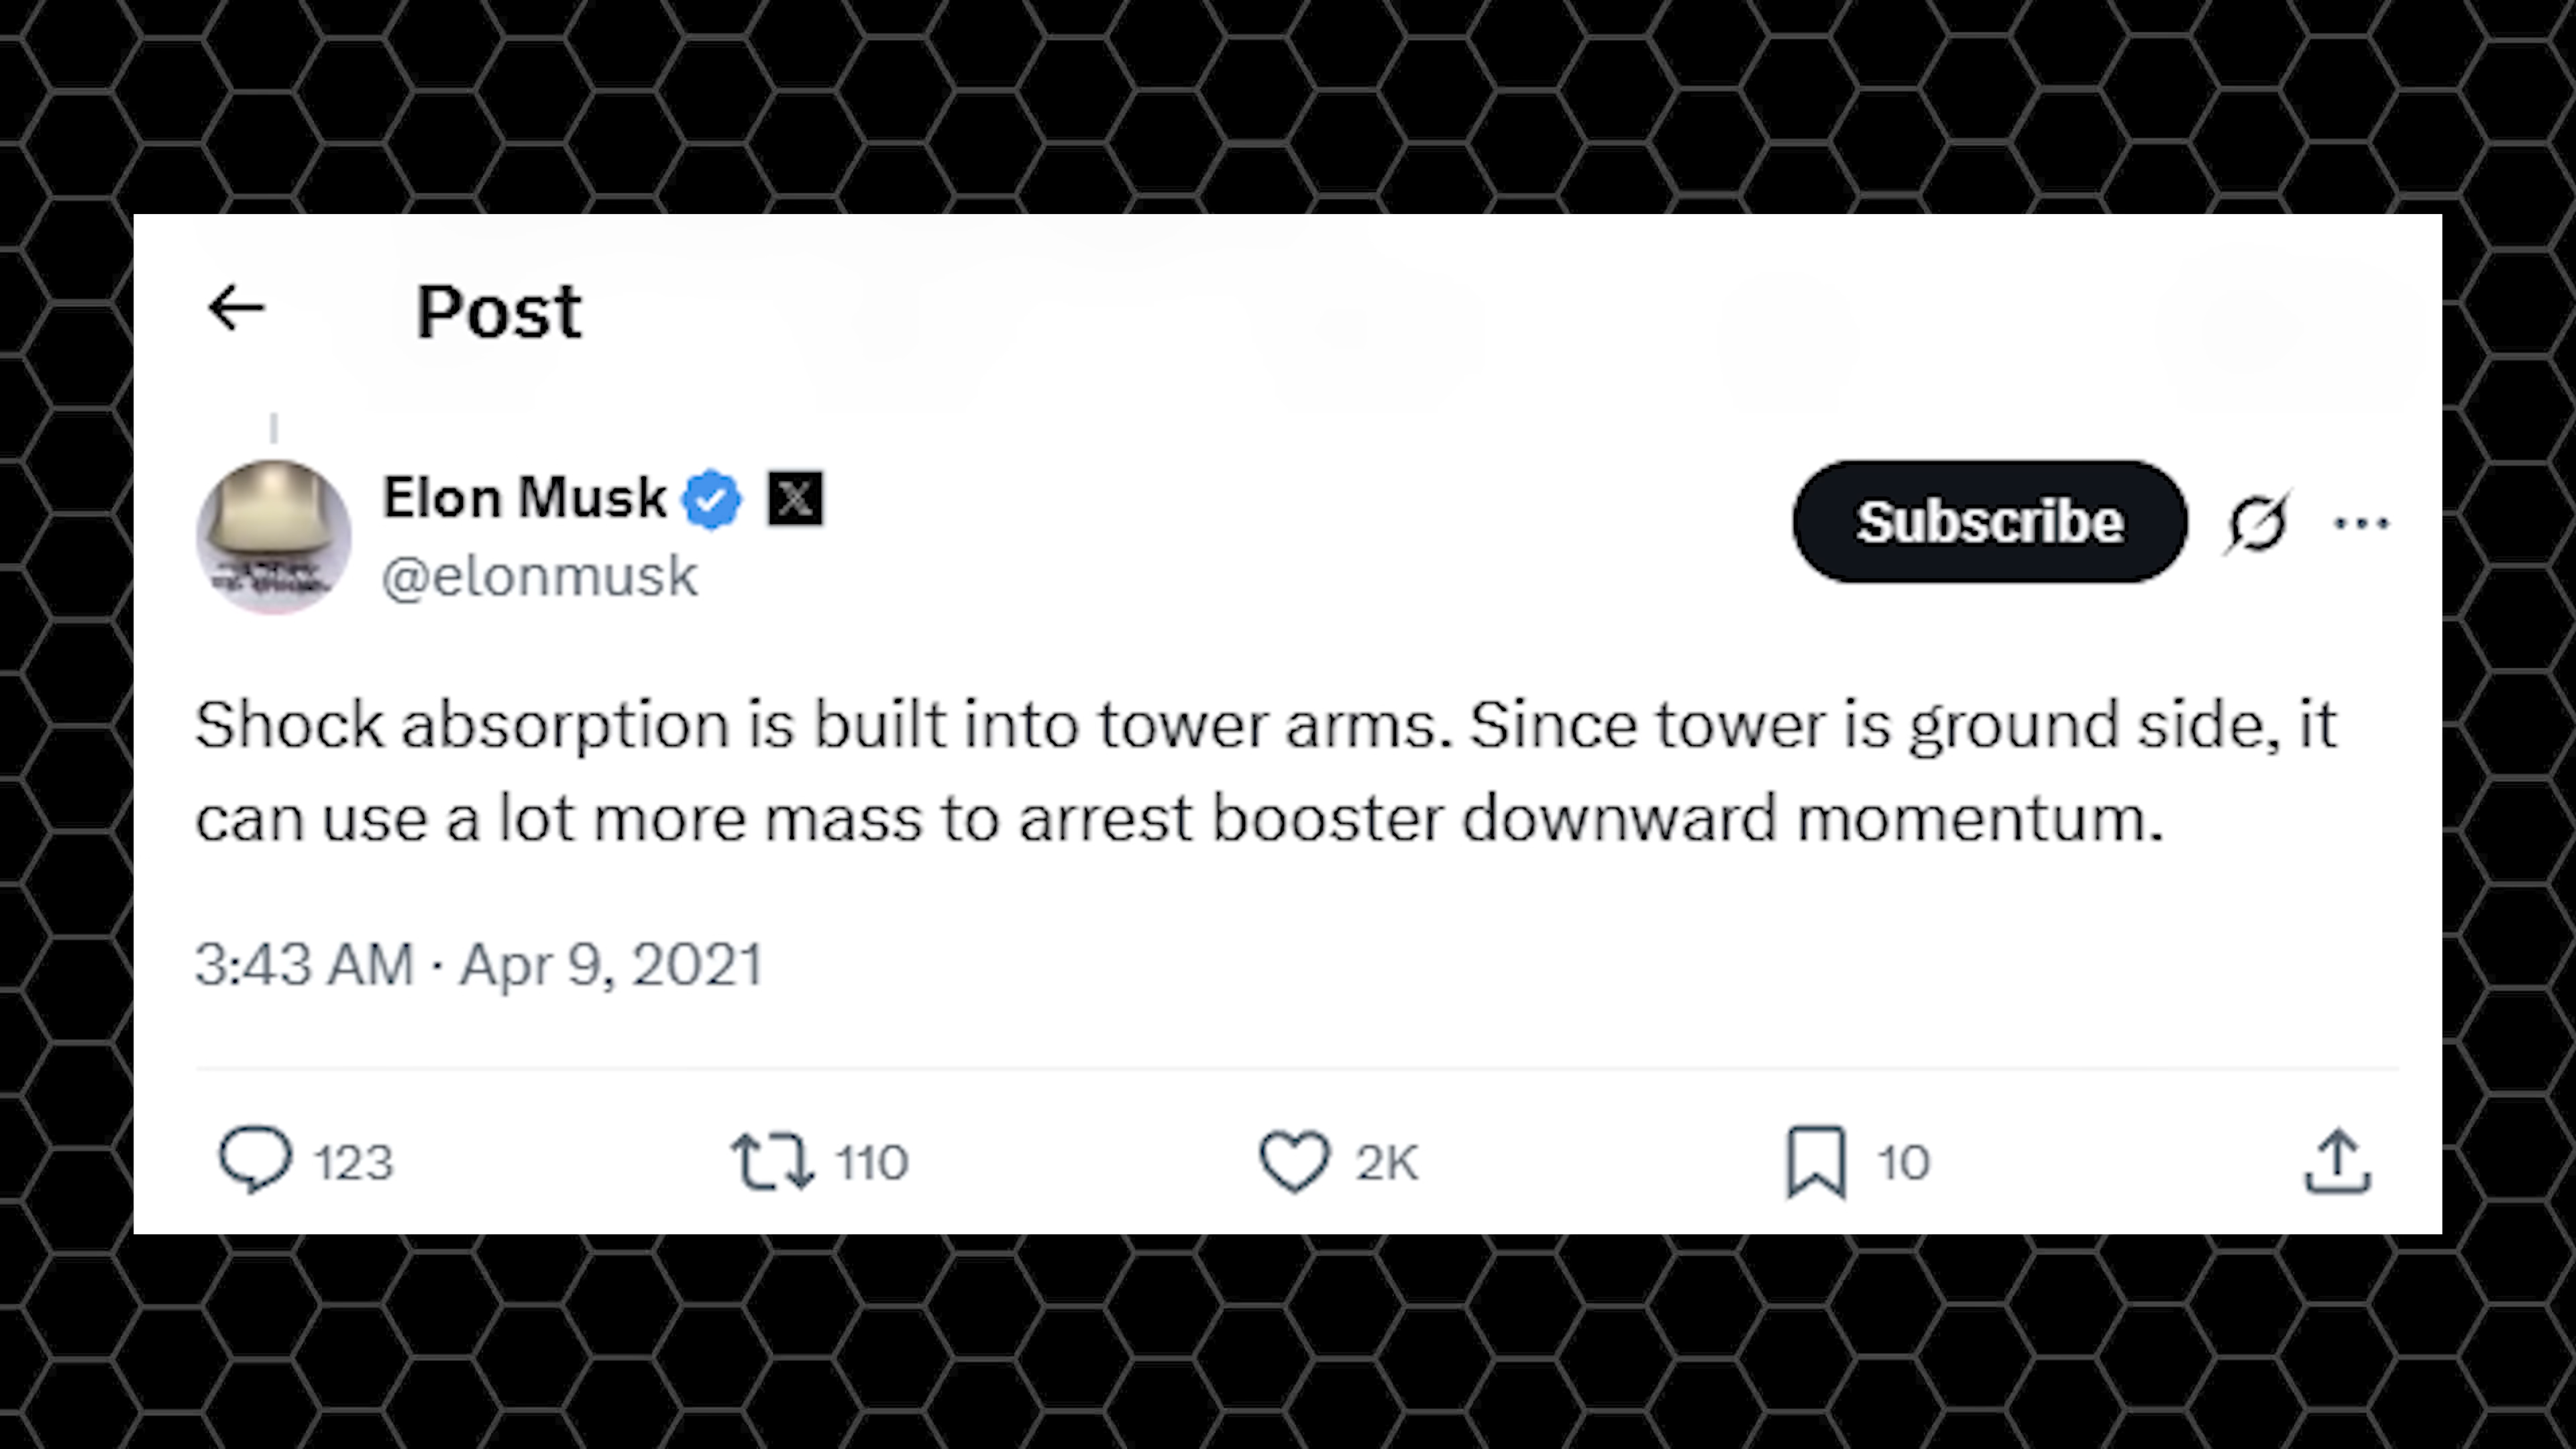 Post
Elon Musk
@elonmusk
Subscribe
Shock absorption is built into tower arms. Since tower is ground side, it
can use a lot more mass to arrest booster downward momentum.
3:43 AM · Apr 9, 2021
123 110 2K 10